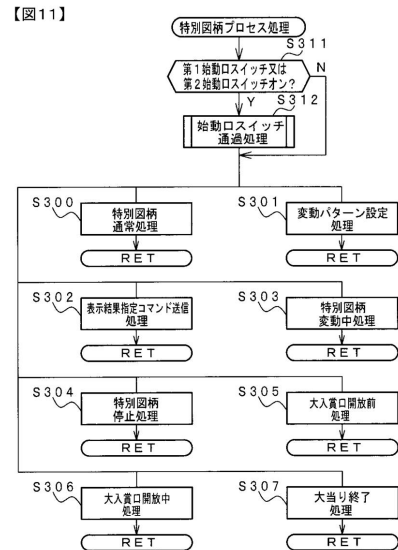 【図11】
特別図柄プロセス処理
S311
第1始動口スイッチ又は
第2始動口スイッチオン？
N
Y
S312
始動口スイッチ
通過処理
S300
特別図柄
通常処理
RET
S301
変動パターン設定
処理
RET
S302
表示結果指定コマンド送信
処理
RET
S303
特別図柄
変動中処理
RET
S304
特別図柄
停止処理
RET
S305
大入賞口開放前
処理
RET
S306
大入賞口開放中
処理
RET
S307
大当り終了
処理
RET